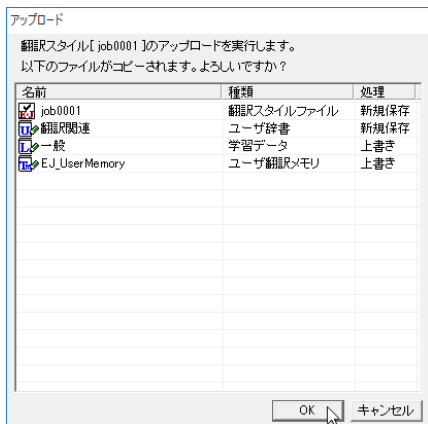 アップロード
翻訳スタイル[ job0001 ]のアップロードを実行します。
以下のファイルがコピーされます。よろしいですか？
名前 種類 処理
job0001 翻訳スタイルファイル 新規保存
翻訳関連 ユーザ辞書 新規保存
一般 学習データ 上書き
EJ_UserMemory ユーザ翻訳メモリ 上書き
OK キャンセル